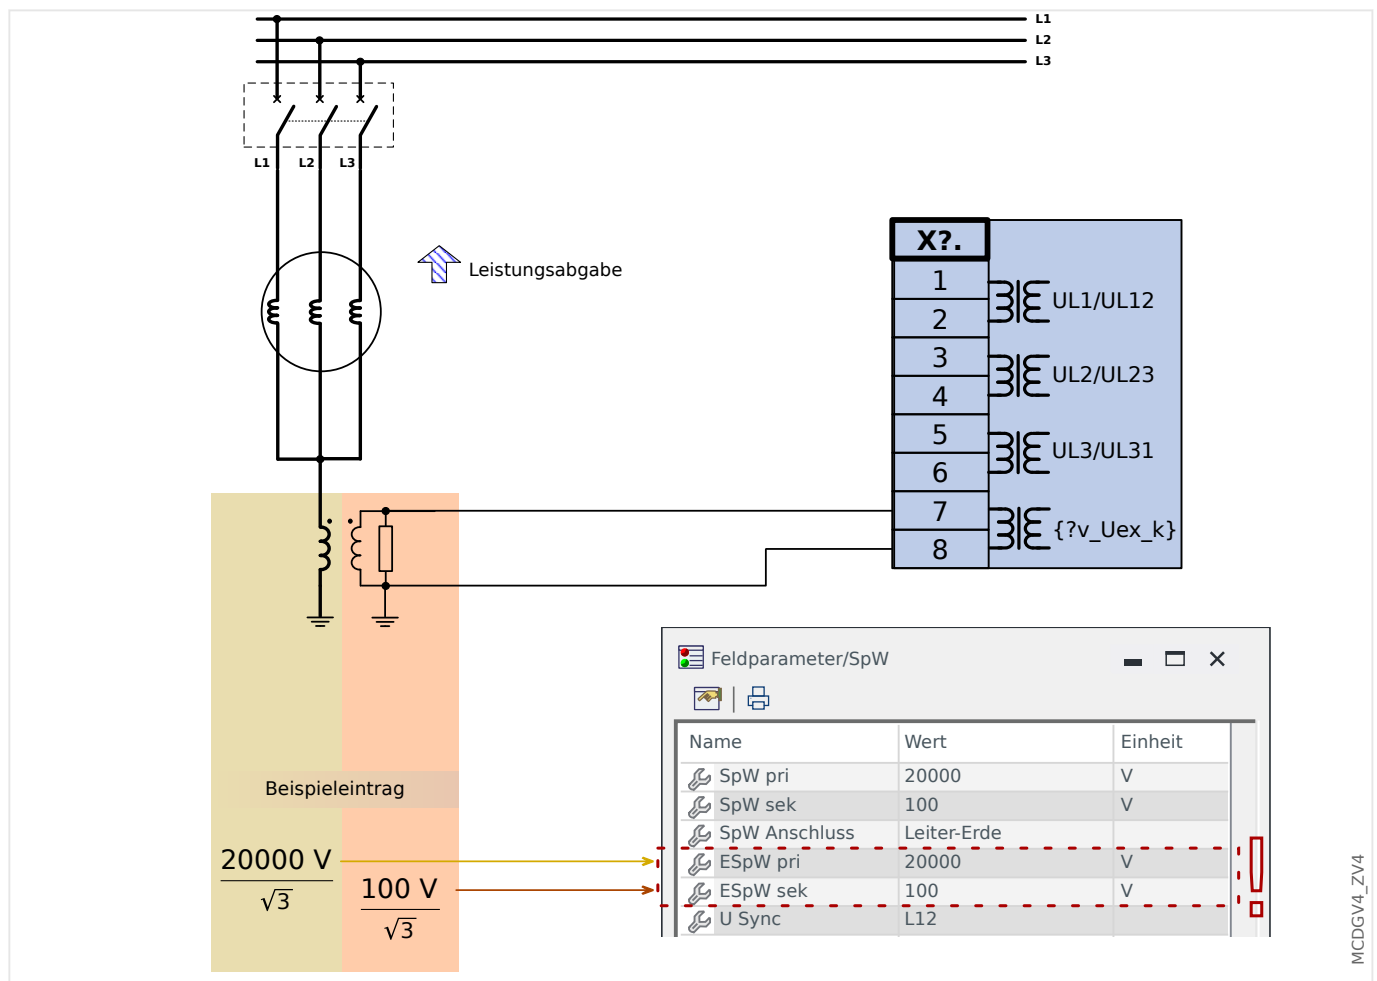 L1
L2
L3
L1 L2 L3
Leistungsabgabe
X?.
1
2
3
4
5
6
7
8
UL1/UL12
UL2/UL23
UL3/UL31
{?v_Uex_k}
Beispieleintrag
20000 V
√3
100 V
√3
Feldparameter/SpW
Name Wert Einheit
SpW pri 20000 V
SpW sek 100 V
SpW Anschluss Leiter-Erde
ESpW pri 20000 V
ESpW sek 100 V
U Sync L12
MCDGV4_ZV4